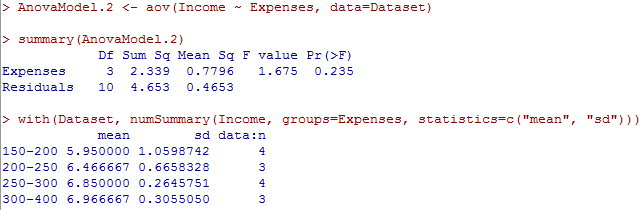 > AnovaModel.2 <- aov(Income ~ Expenses, data=Dataset)
> summary(AnovaModel.2)
            Df Sum Sq Mean Sq F value Pr(>F)
Expenses     3  2.339  0.7796   1.675  0.235
Residuals   10  4.653  0.4653
> with(Dataset, numSummary(Income, groups=Expenses, statistics=c("mean", "sd")))
            mean        sd data:n
150-200 5.950000 1.0598742      4
200-250 6.466667 0.6658328      3
250-300 6.850000 0.2645751      4
300-400 6.966667 0.3055050      3